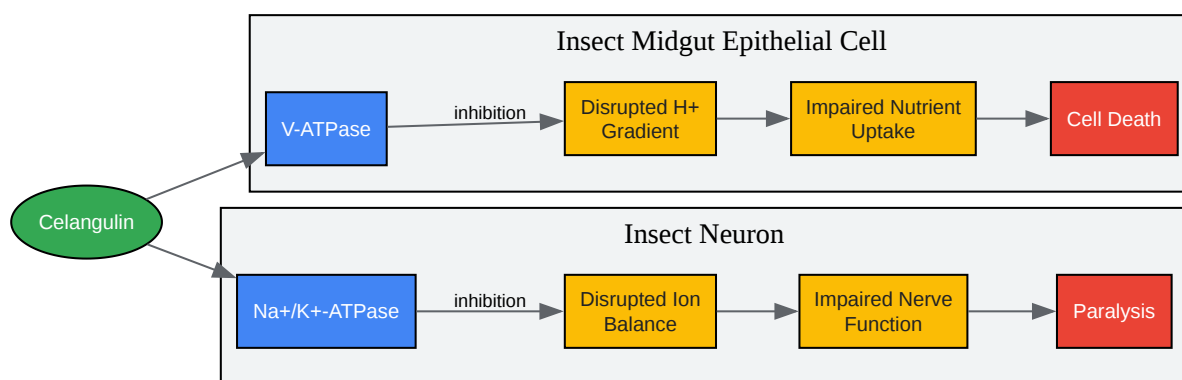 Insect Midgut Epithelial Cell
V-ATPase
inhibition
Disrupted H+
Gradient
Impaired Nutrient
Uptake
Cell Death
Celangulin
Insect Neuron
Na+/K+-ATPase
inhibition
Disrupted Ion
Balance
Impaired Nerve
Function
Paralysis